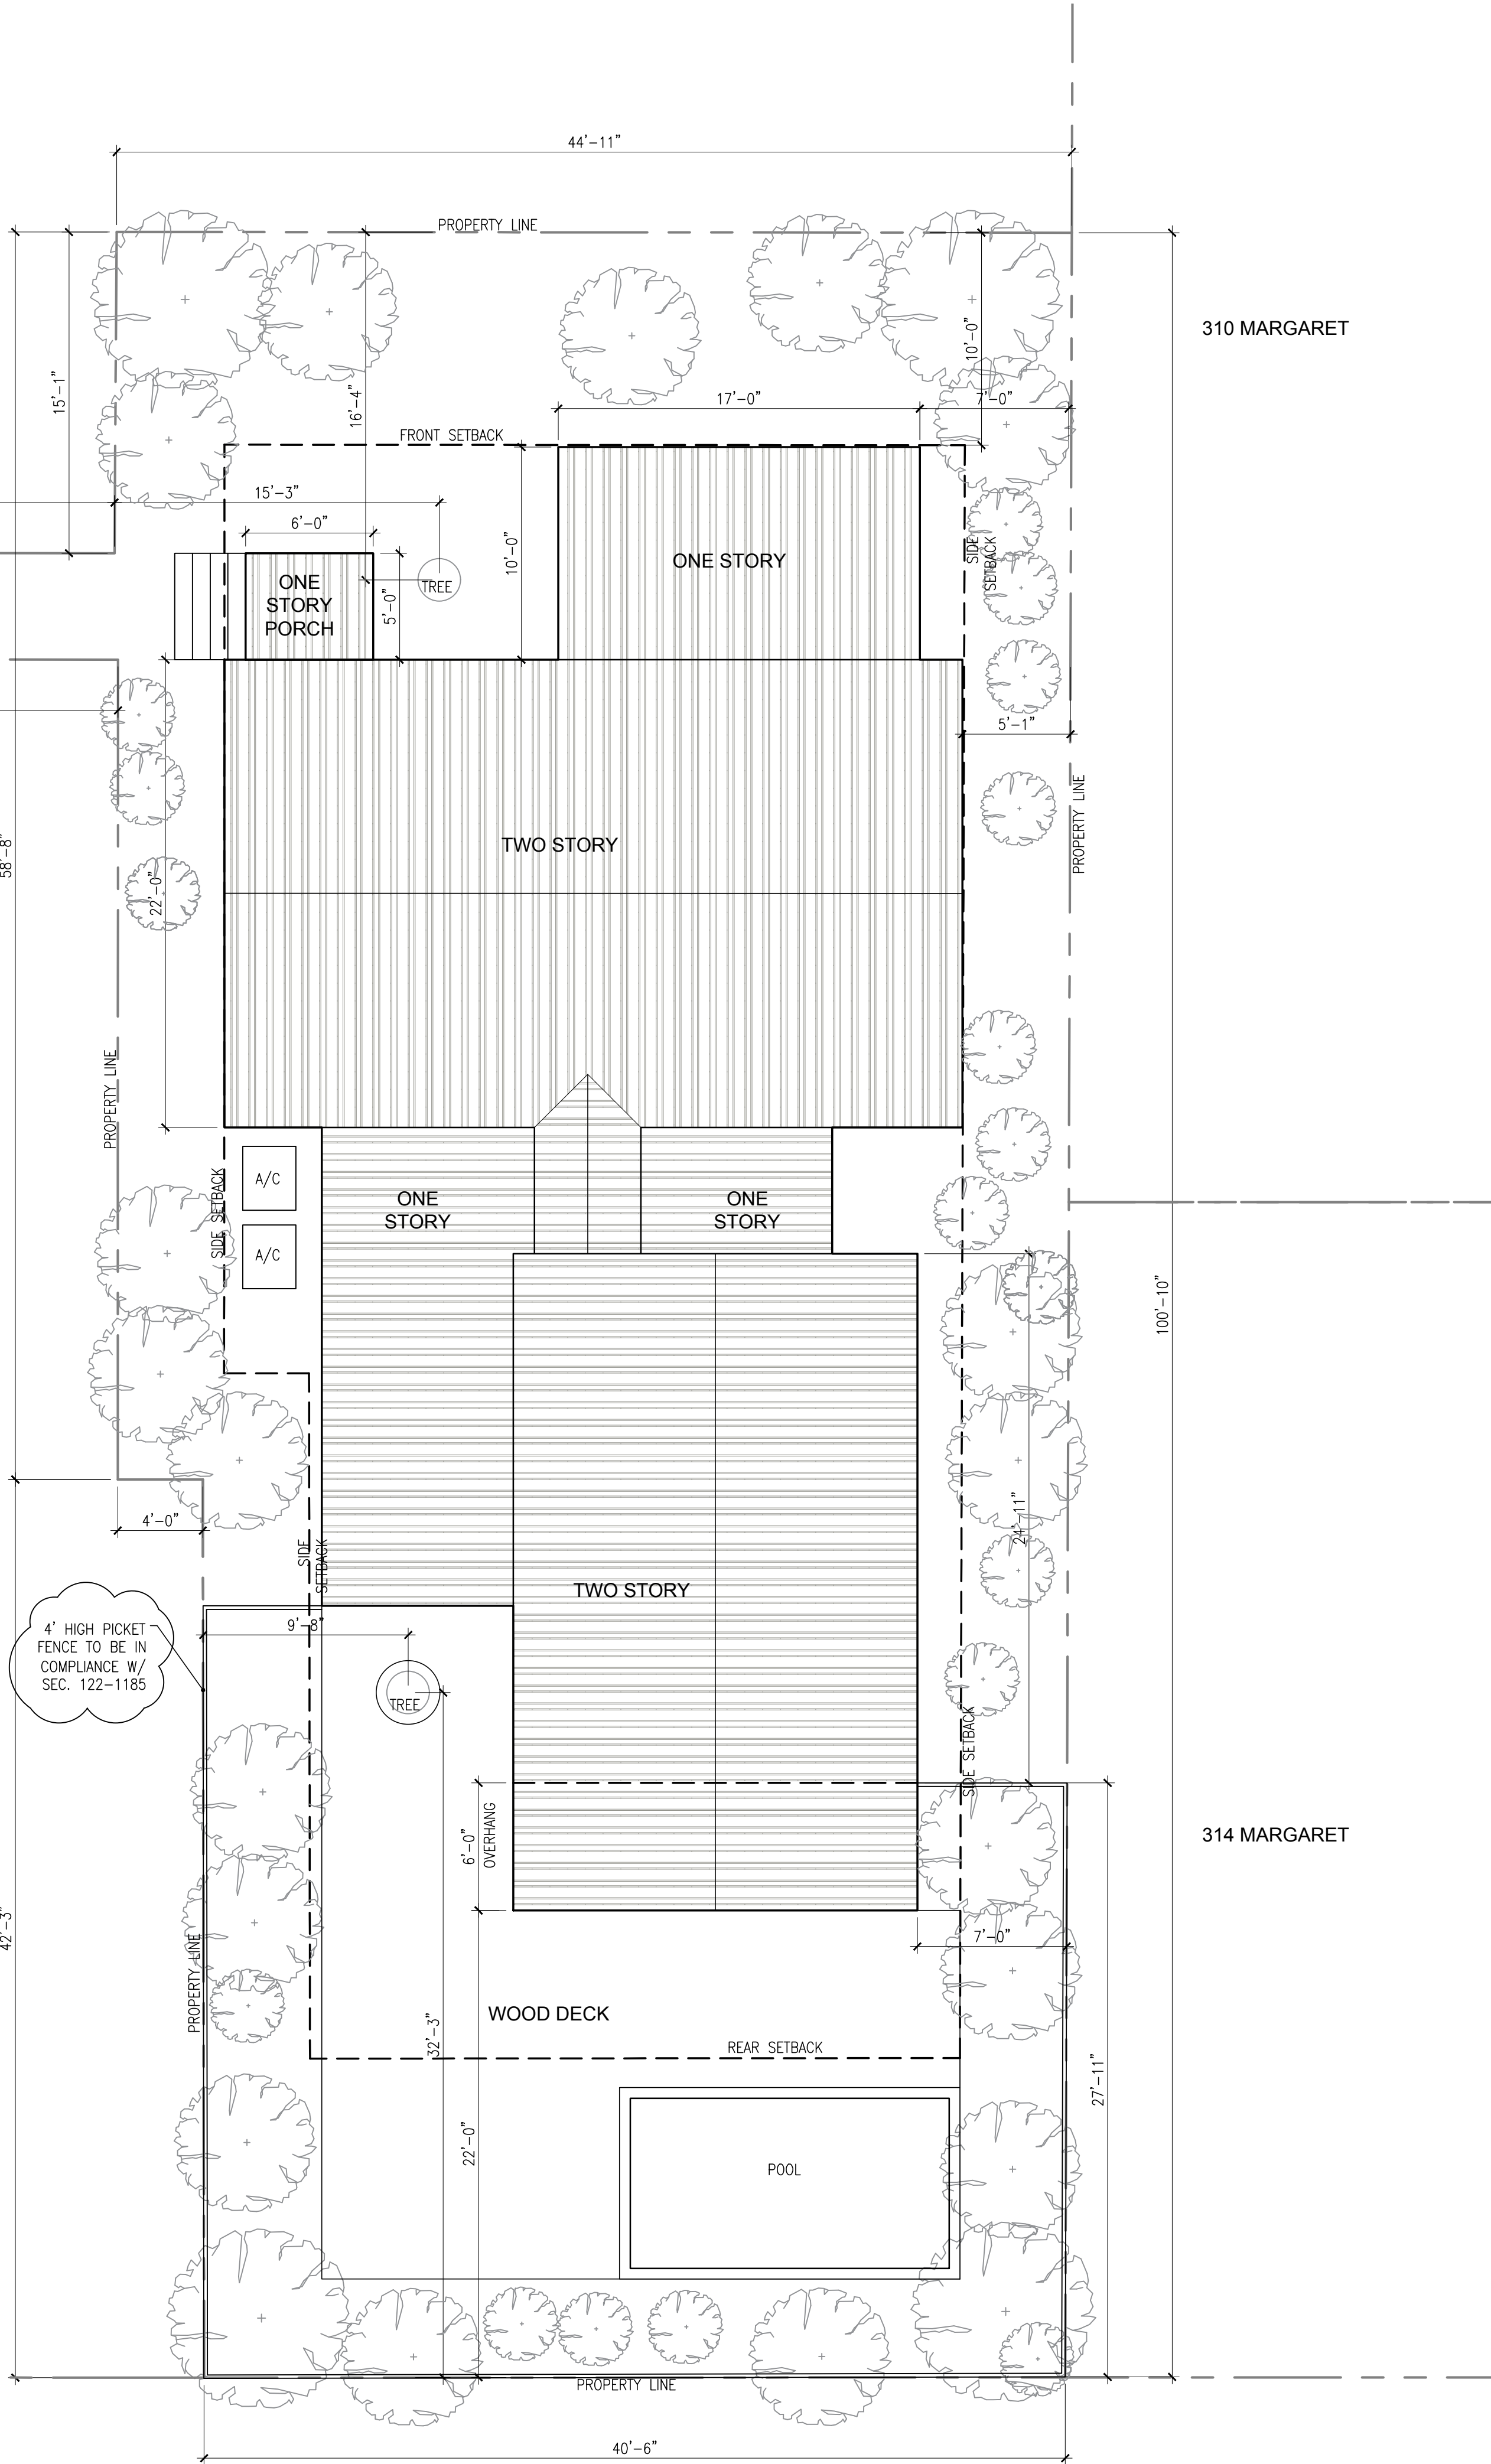 44'-11"
PROPERTY LINE
310 MARGARET
10'-0"
15'-1"
16'-4"
17'-0"
7'-0"
FRONT SETBACK
15'-3"
6'-0"
10'-0"
ONE STORY
SIDE
SETBACK
ONE
STORY
PORCH
TREE
5'-0"
5'-1"
PROPERTY LINE
58'-8"
TWO STORY
22'-0"
PROPERTY LINE
A/C
SIDE SETBACK
ONE
STORY
ONE
STORY
A/C
100'-10"
4'-0"
24'-11"
SIDE
SETBACK
TWO STORY
4' HIGH PICKET
FENCE TO BE IN
COMPLIANCE W/
SEC. 122-1185
9'-8"
TREE
SIDE SETBACK
6'-0"
OVERHANG
314 MARGARET
42'-3"
7'-0"
PROPERTY LINE
WOOD DECK
32'-3"
REAR SETBACK
27'-11"
22'-0"
POOL
PROPERTY LINE
40'-6"